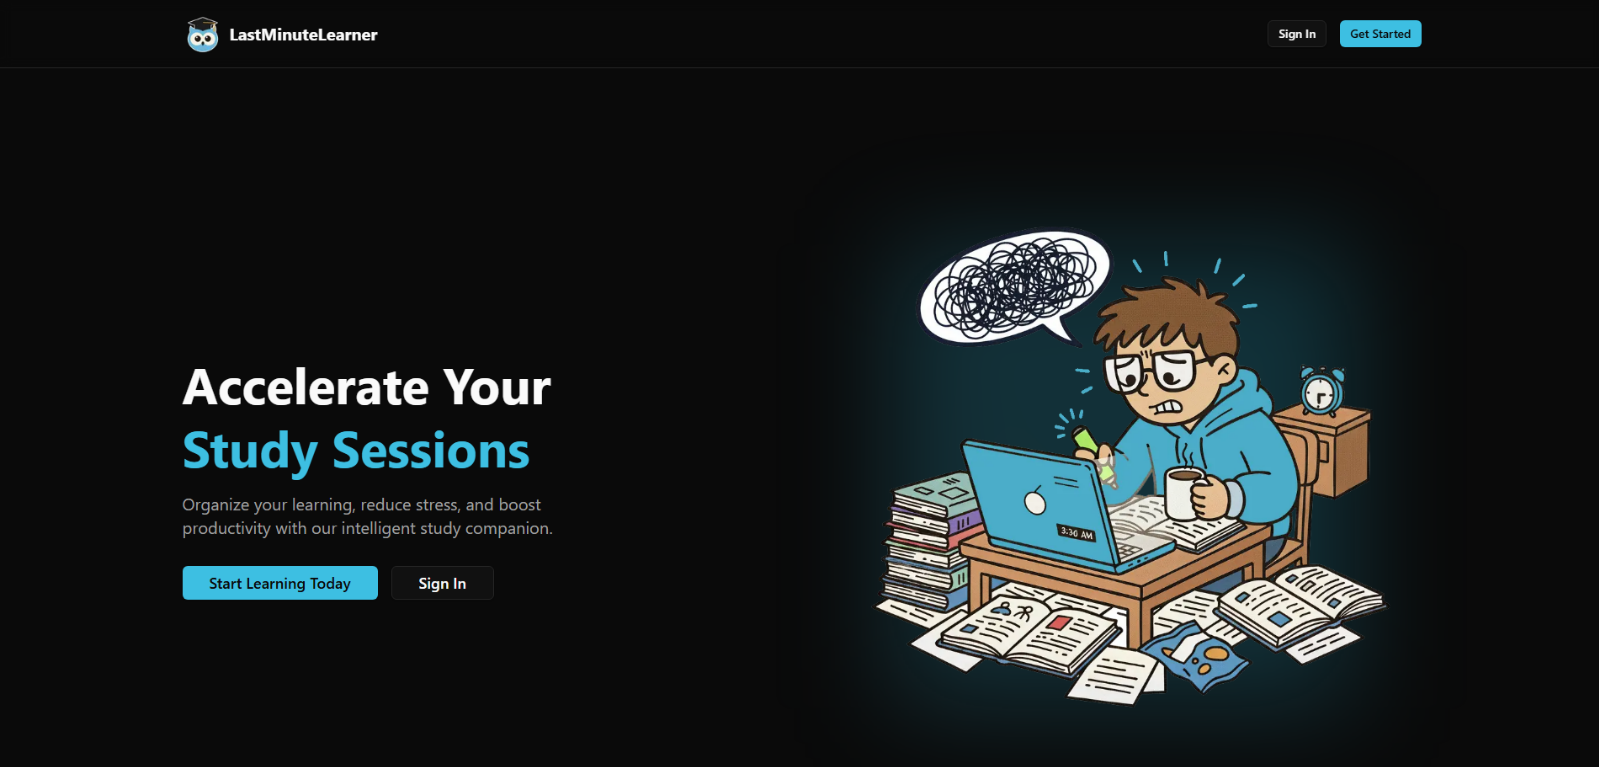 LastMinuteLearner
Sign In
Get Started
Accelerate Your
Study Sessions
Organize your learning, reduce stress, and boost
productivity with our intelligent study companion.
Start Learning Today
Sign In
3:30 AM